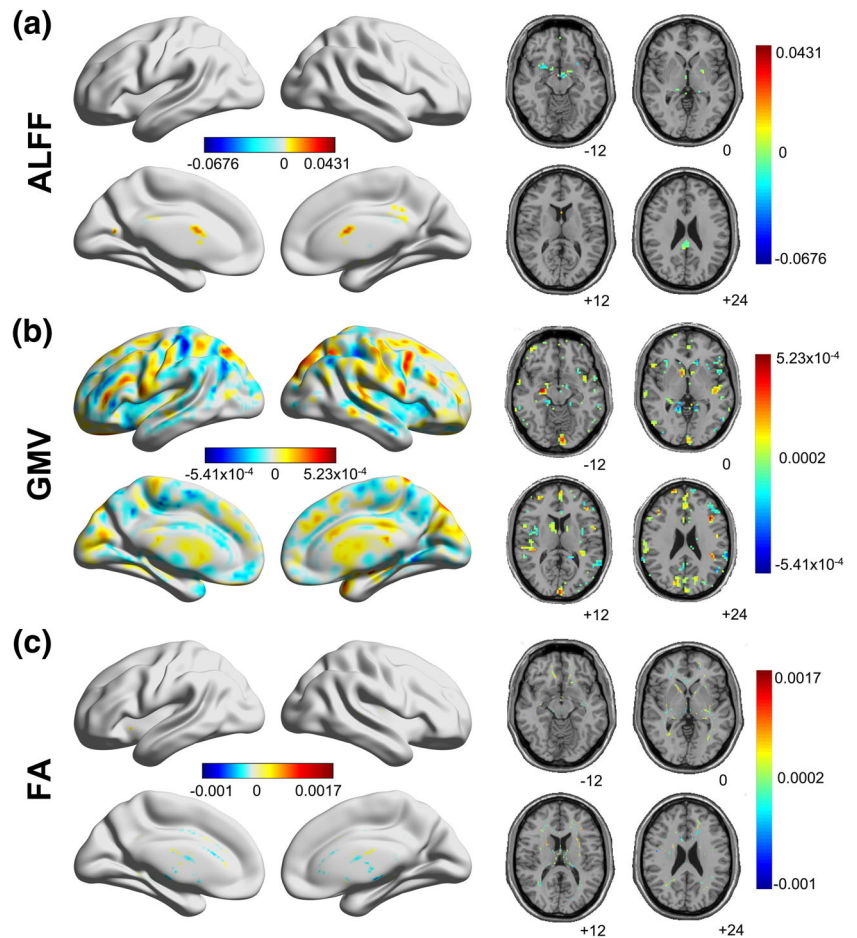 (a)
ALFF
-0.0676 0 0.0431
-12 0
+12 +24
0.0431
0
-0.0676
(b)
GMV
-5.41x10⁻⁴ 0 5.23x10⁻⁴
-12 0
+12 +24
5.23x10⁻⁴
0.0002
-5.41x10⁻⁴
(c)
FA
-0.001 0 0.0017
-12 0
+12 +24
0.0017
0.0002
-0.001